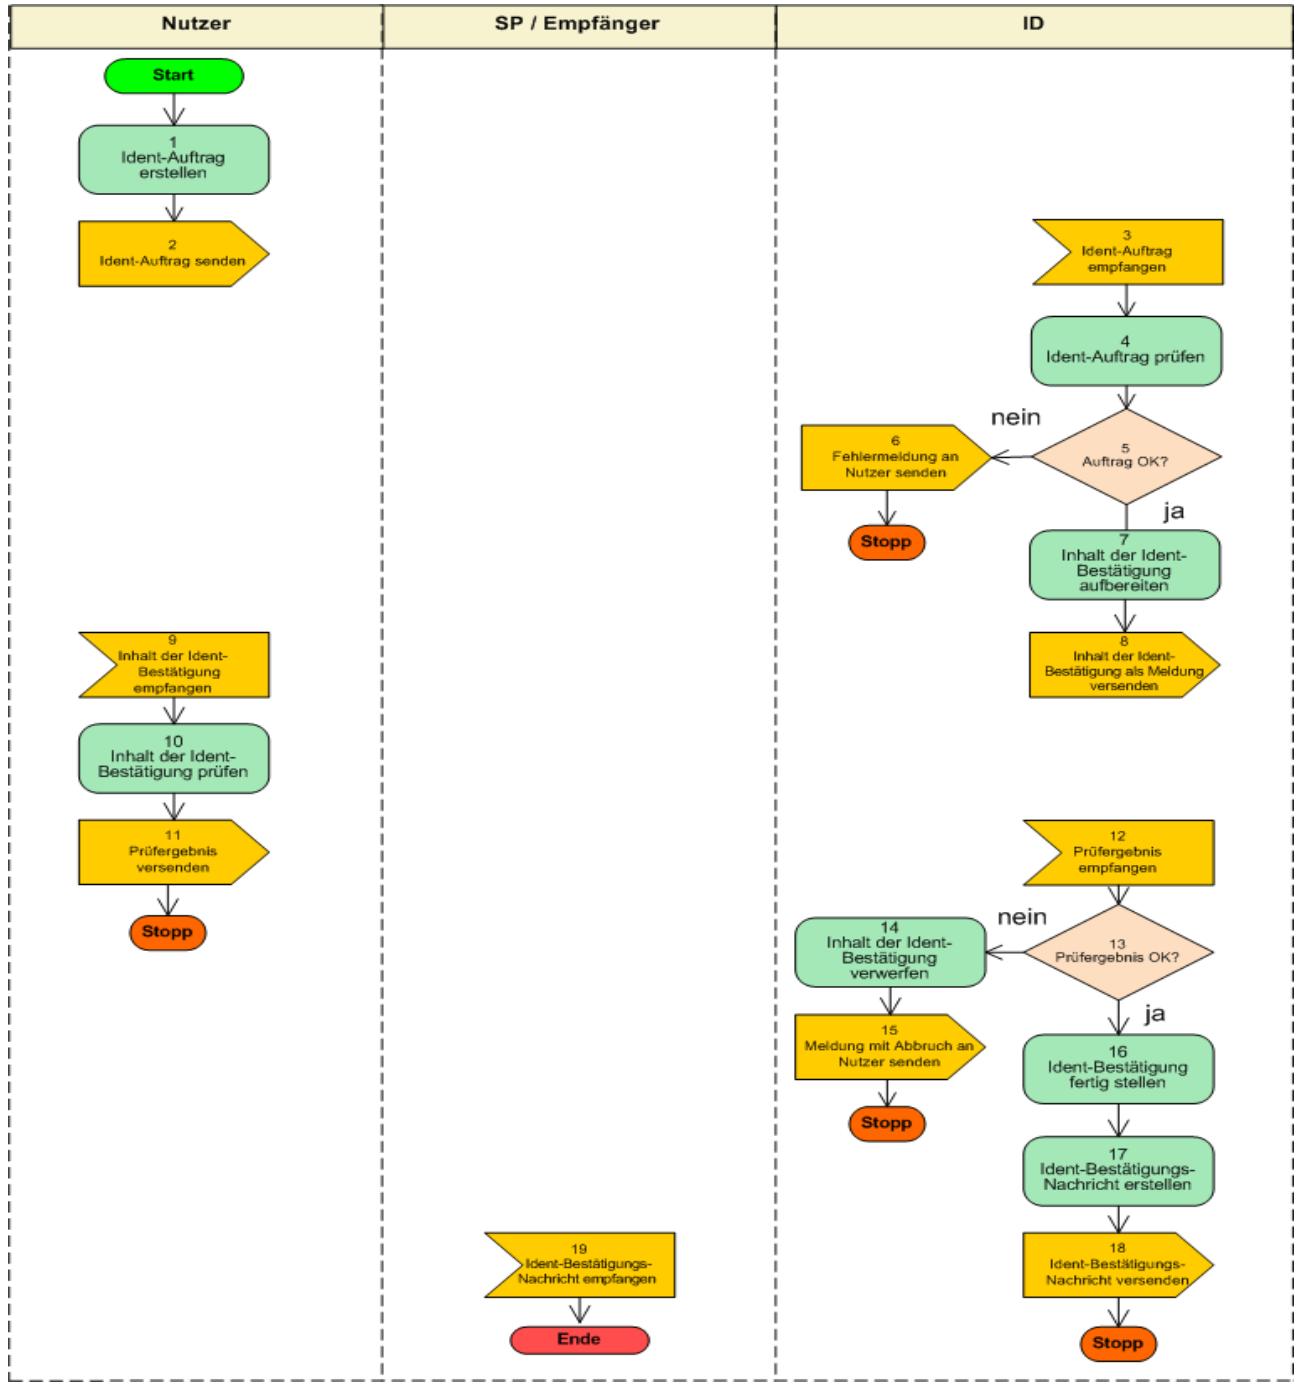 Nutzer
SP / Empfänger
ID
Start
1
Ident-Auftrag
erstellen
2
Ident-Auftrag senden
3
Ident-Auftrag
empfangen
4
Ident-Auftrag prüfen
nein
5
Auftrag OK?
6
Fehlermeldung an
Nutzer senden
Stopp
ja
7
Inhalt der Ident-
Bestätigung
aufbereiten
8
Inhalt der Ident-
Bestätigung als Meldung
versenden
9
Inhalt der Ident-
Bestätigung
empfangen
10
Inhalt der Ident-
Bestätigung prüfen
11
Prüfergebnis
versenden
Stopp
12
Prüfergebnis
empfangen
nein
13
Prüfergebnis OK?
14
Inhalt der Ident-
Bestätigung
verwerfen
15
Meldung mit Abbruch an
Nutzer senden
Stopp
ja
16
Ident-Bestätigung
fertig stellen
17
Ident-Bestätigungs-
Nachricht erstellen
18
Ident-Bestätigungs-
Nachricht versenden
Stopp
19
Ident-Bestätigungs-
Nachricht empfangen
Ende